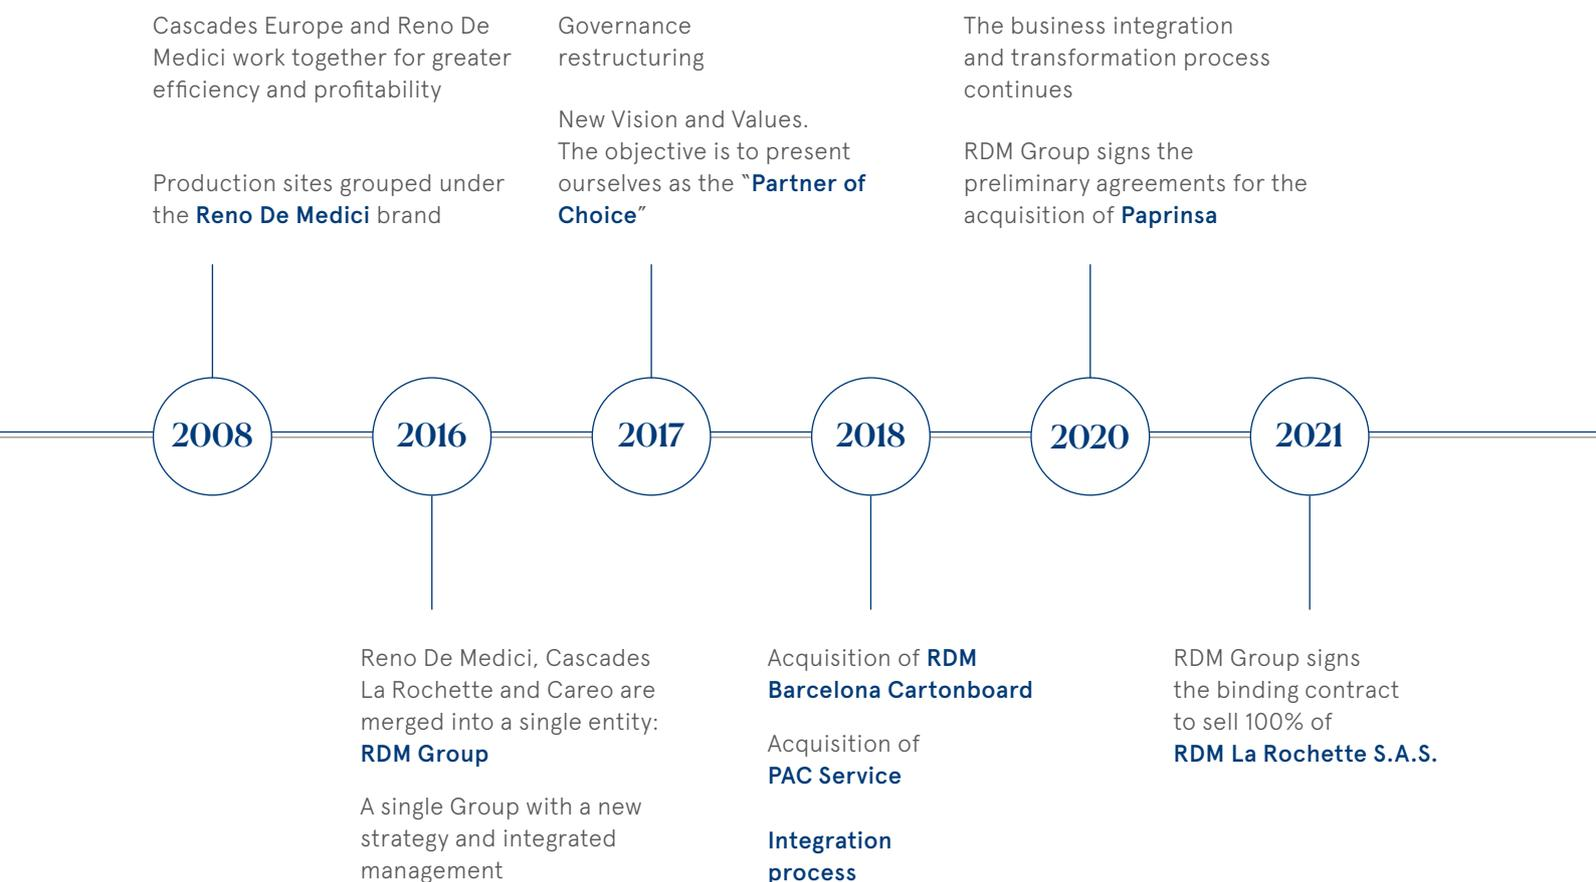 Cascades Europe and Reno De
Medici work together for greater
efficiency and profitability
Production sites grouped under
the Reno De Medici brand
Governance
restructuring
New Vision and Values.
The objective is to present
ourselves as the “Partner of
Choice”
The business integration
and transformation process
continues
RDM Group signs the
preliminary agreements for the
acquisition of Paprinsa
2008
2016
2017
2018
2020
2021
Reno De Medici, Cascades
La Rochette and Careo are
merged into a single entity:
RDM Group
A single Group with a new
strategy and integrated
management
Acquisition of RDM
Barcelona Cartonboard
Acquisition of
PAC Service
Integration
process
RDM Group signs
the binding contract
to sell 100% of
RDM La Rochette S.A.S.